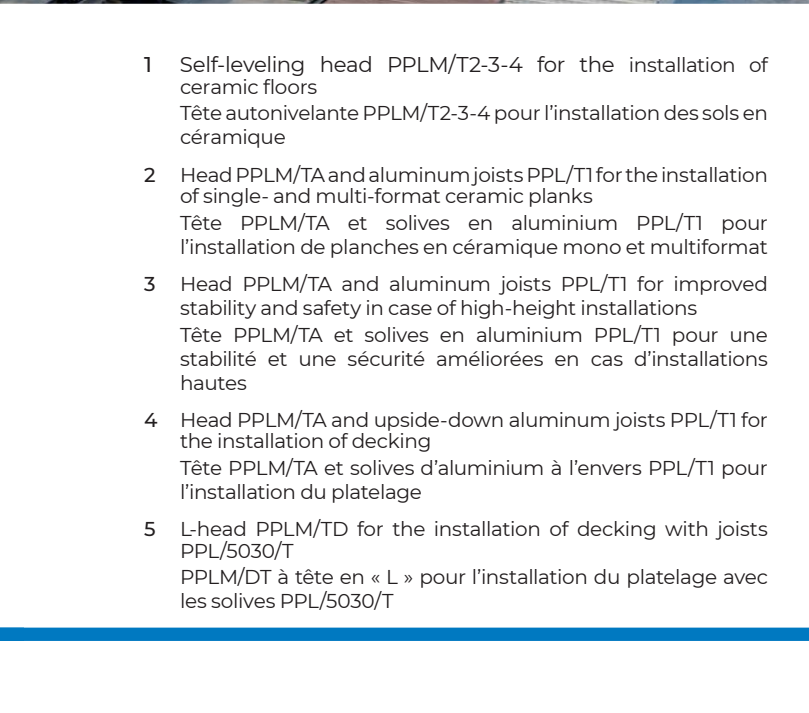 1 Self-leveling head PPLM/T2-3-4 for the installation of
ceramic floors
Tête autonivelante PPLM/T2-3-4 pour l’installation des sols en
céramique
2 Head PPLM/TA and aluminum joists PPL/T1 for the installation
of single- and multi-format ceramic planks
Tête PPLM/TA et solives en aluminium PPL/T1 pour
l’installation de planches en céramique mono et multiformat
3 Head PPLM/TA and aluminum joists PPL/T1 for improved
stability and safety in case of high-height installations
Tête PPLM/TA et solives en aluminium PPL/T1 pour une
stabilité et une sécurité améliorées en cas d’installations
hautes
4 Head PPLM/TA and upside-down aluminum joists PPL/T1 for
the installation of decking
Tête PPLM/TA et solives d’aluminium à l’envers PPL/T1 pour
l’installation du platelage
5 L-head PPLM/TD for the installation of decking with joists
PPL/5030/T
PPLM/DT à tête en « L » pour l’installation du platelage avec
les solives PPL/5030/T